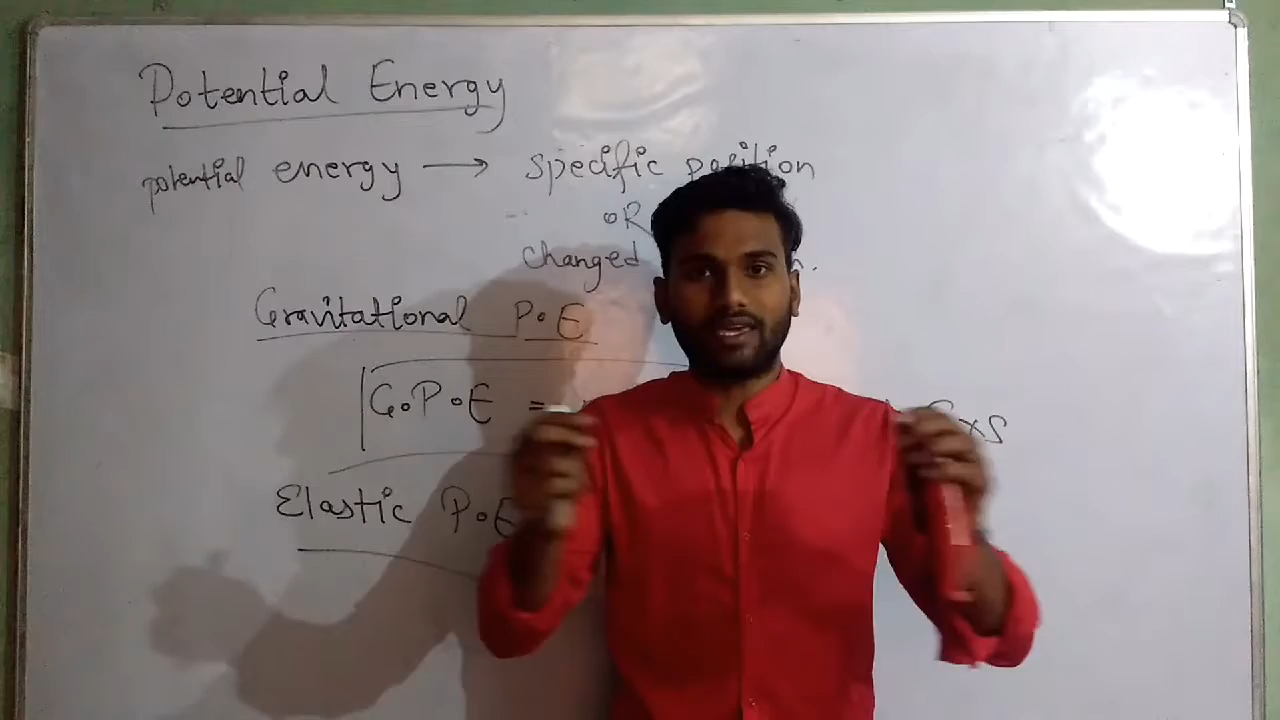 Potential Energy
potential energy → specific position
oR
changed
Gravitational P.E
G.P.E =
Elastic P.E